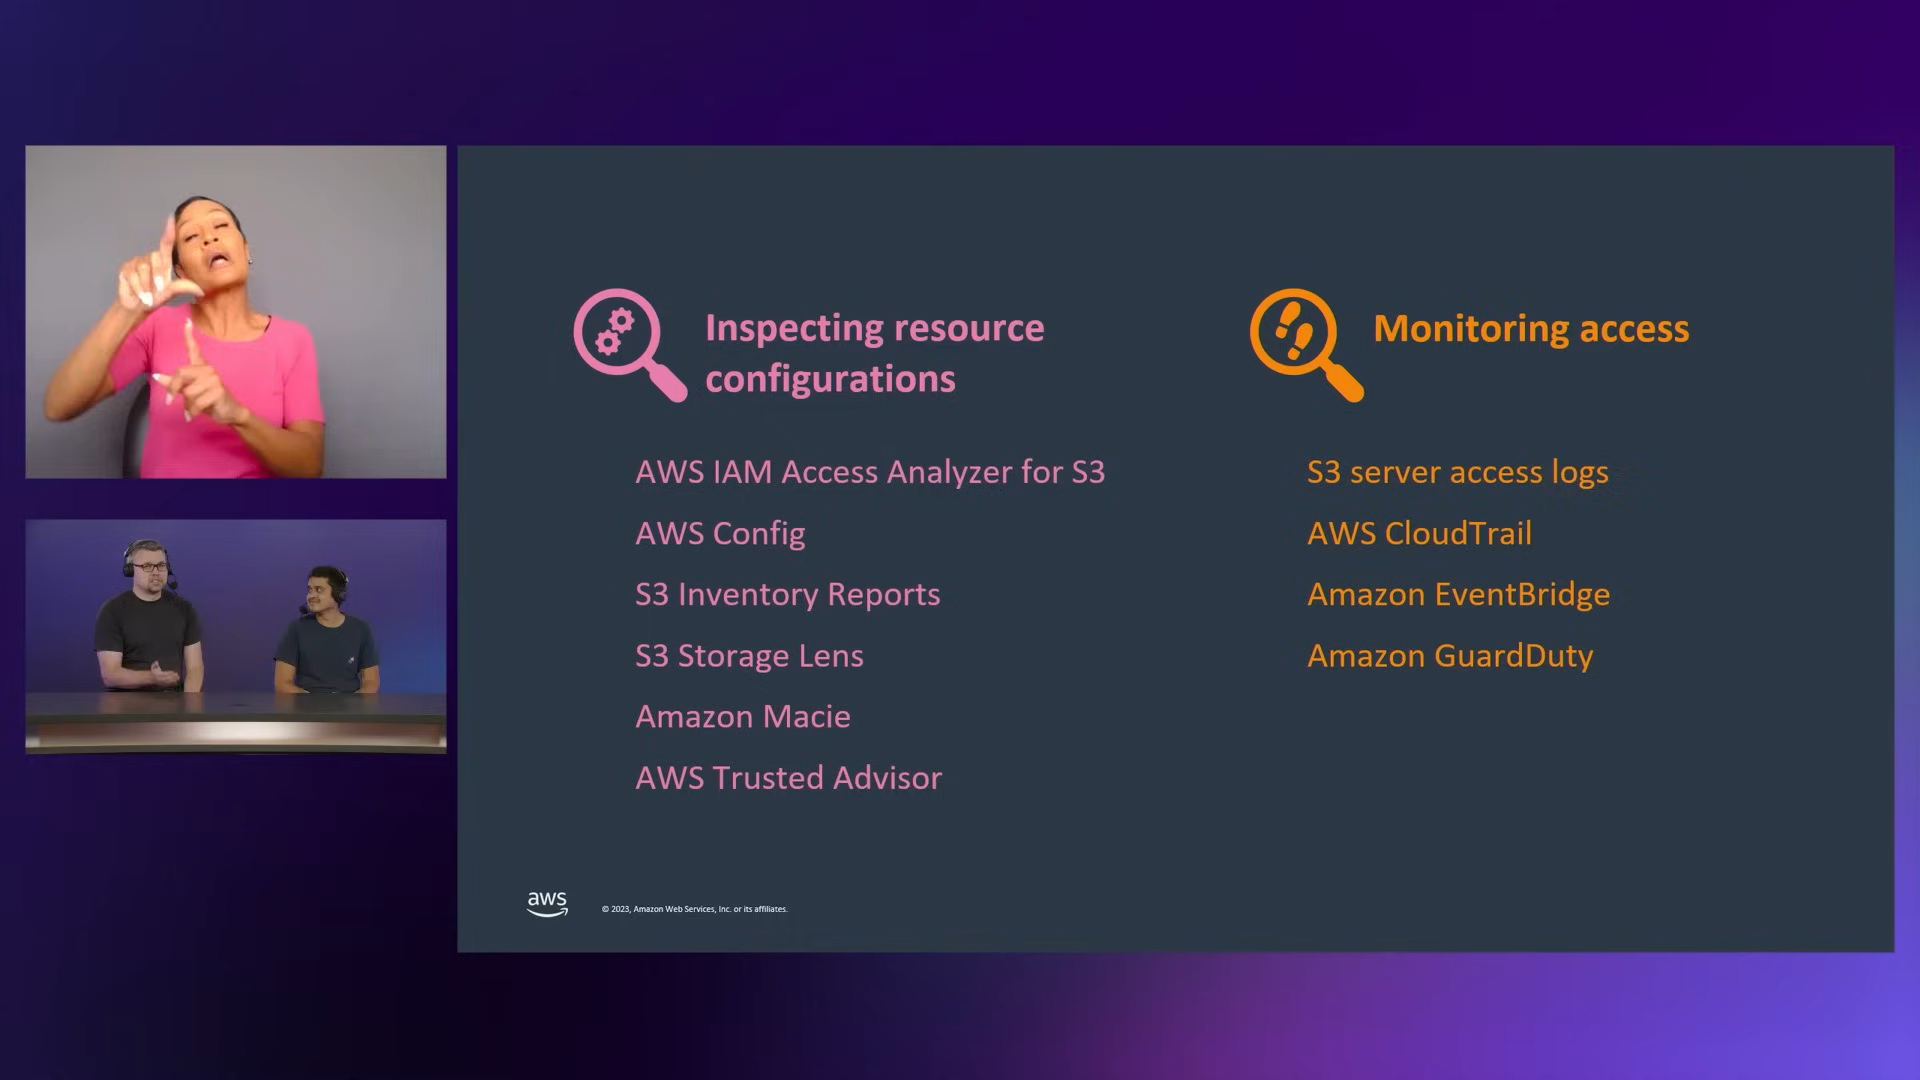 Inspecting resource
configurations
AWS IAM Access Analyzer for S3
AWS Config
S3 Inventory Reports
S3 Storage Lens
Amazon Macie
AWS Trusted Advisor
Monitoring access
S3 server access logs
AWS CloudTrail
Amazon EventBridge
Amazon GuardDuty
aws
© 2023, Amazon Web Services, Inc. or its affiliates.